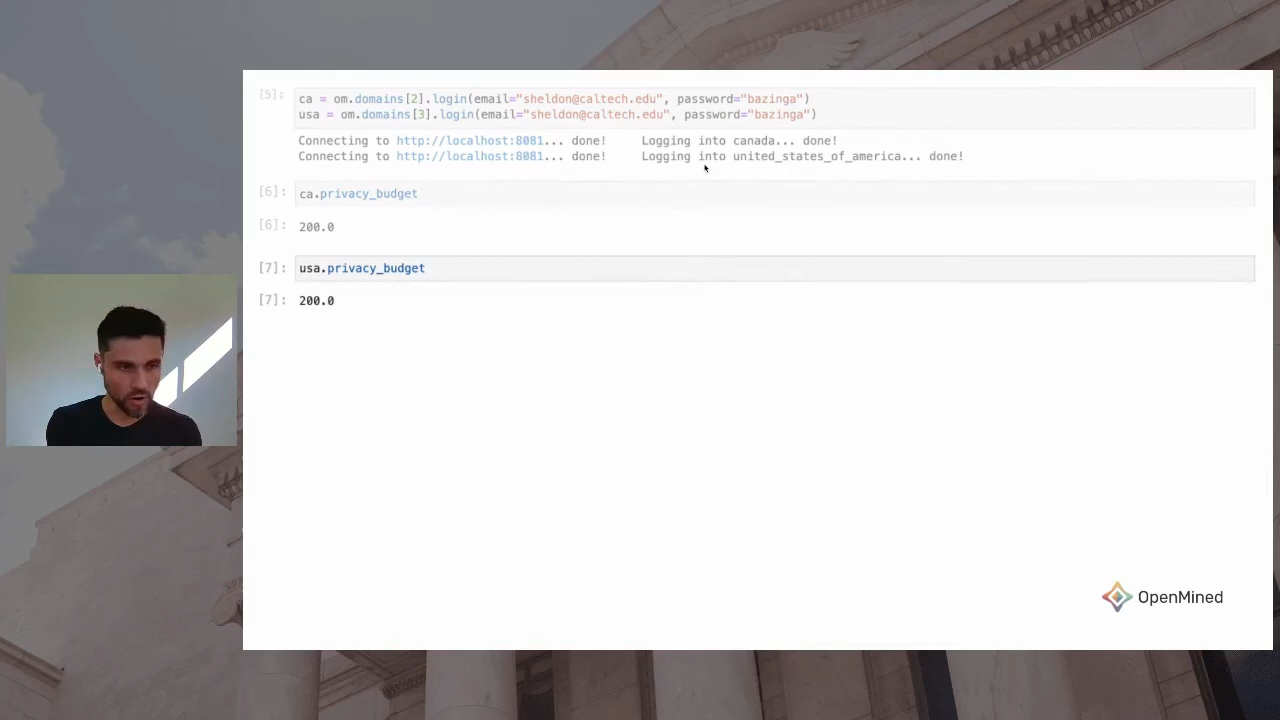 [5]: ca = om.domains[2].login(email="sheldon@caltech.edu", password="bazinga")
usa = om.domains[3].login(email="sheldon@caltech.edu", password="bazinga")
Connecting to http://localhost:8081... done! Logging into canada... done!
Connecting to http://localhost:8081... done! Logging into united_states_of_america... done!
[6]: ca.privacy_budget
[6]: 200.0
[7]: usa.privacy_budget
[7]: 200.0
OpenMined